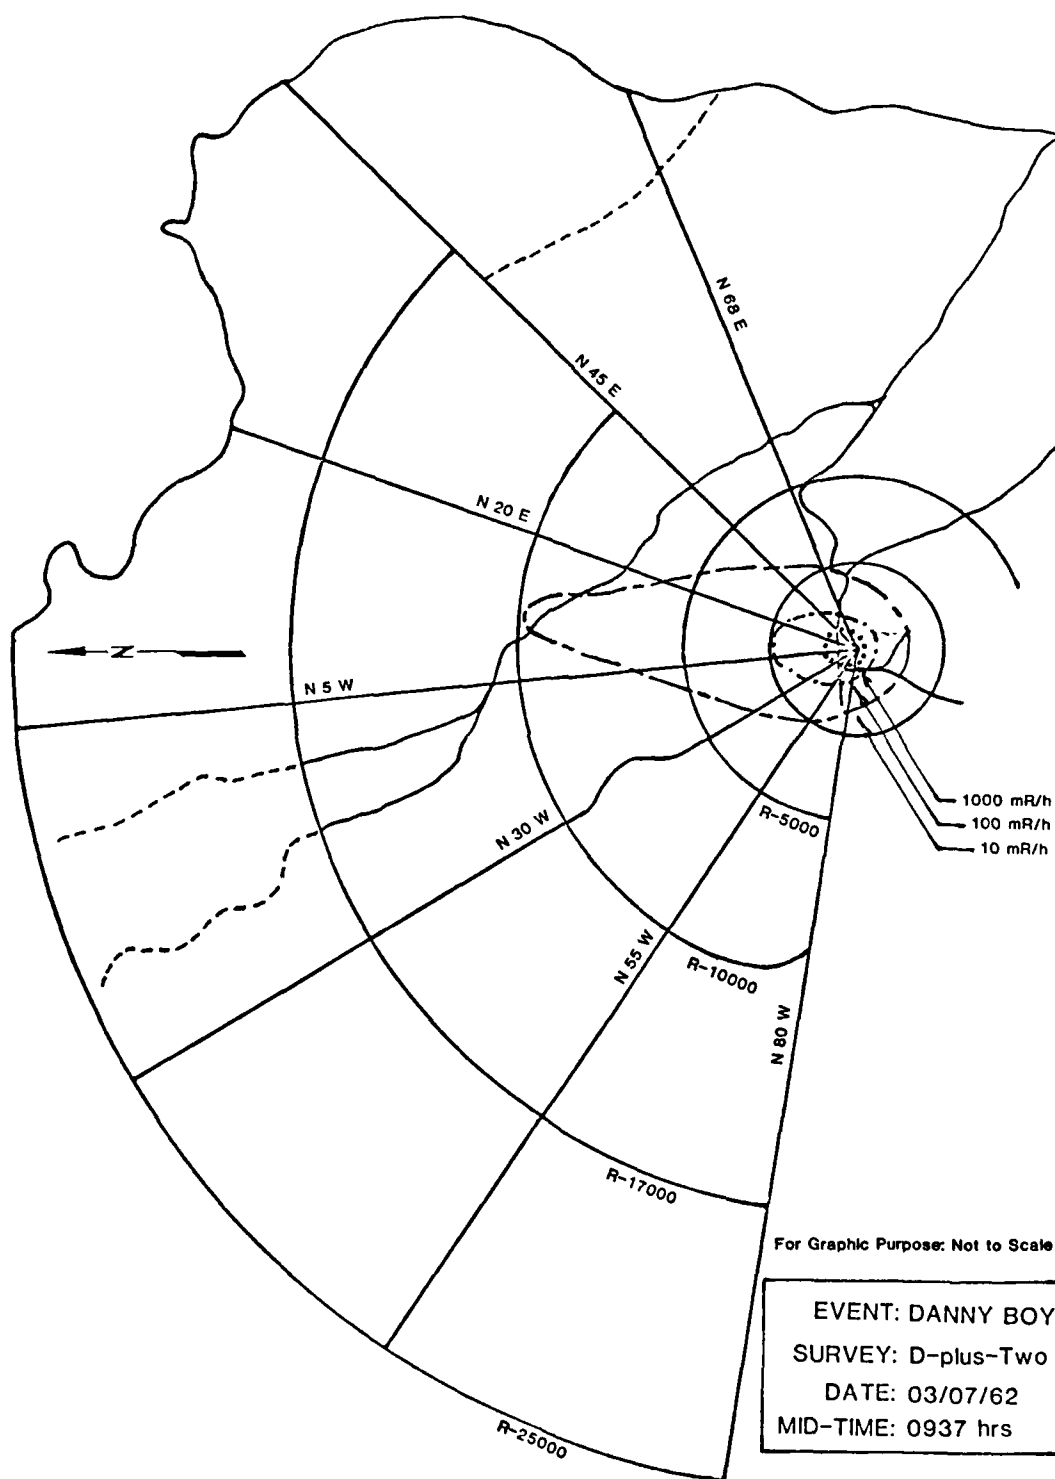 N 68 E
N 45 E
N 20 E
N
N 5 W
N 30 W
R-5000
1000 mR/h
100 mR/h
10 mR/h
N 55 W
R-10000
N 80 W
R-17000
For Graphic Purpose: Not to Scale
EVENT: DANNY BOY
SURVEY: D-plus-Two
DATE: 03/07/62
MID-TIME: 0937 hrs
R-25000